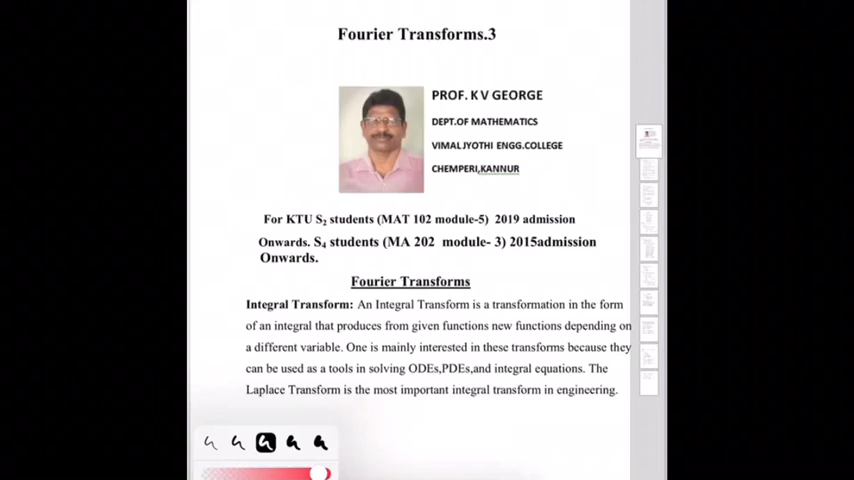 Fourier Transforms.3
PROF. K V GEORGE
DEPT.OF MATHEMATICS
VIMAL JYOTHI ENGG.COLLEGE
CHEMPERI,KANNUR
For KTU S₂ students (MAT 102 module-5) 2019 admission
Onwards. S₄ students (MA 202 module- 3) 2015admission
Onwards.
Fourier Transforms
Integral Transform: An Integral Transform is a transformation in the form
of an integral that produces from given functions new functions depending on
a different variable. One is mainly interested in these transforms because they
can be used as a tools in solving ODEs,PDEs,and integral equations. The
Laplace Transform is the most important integral transform in engineering.